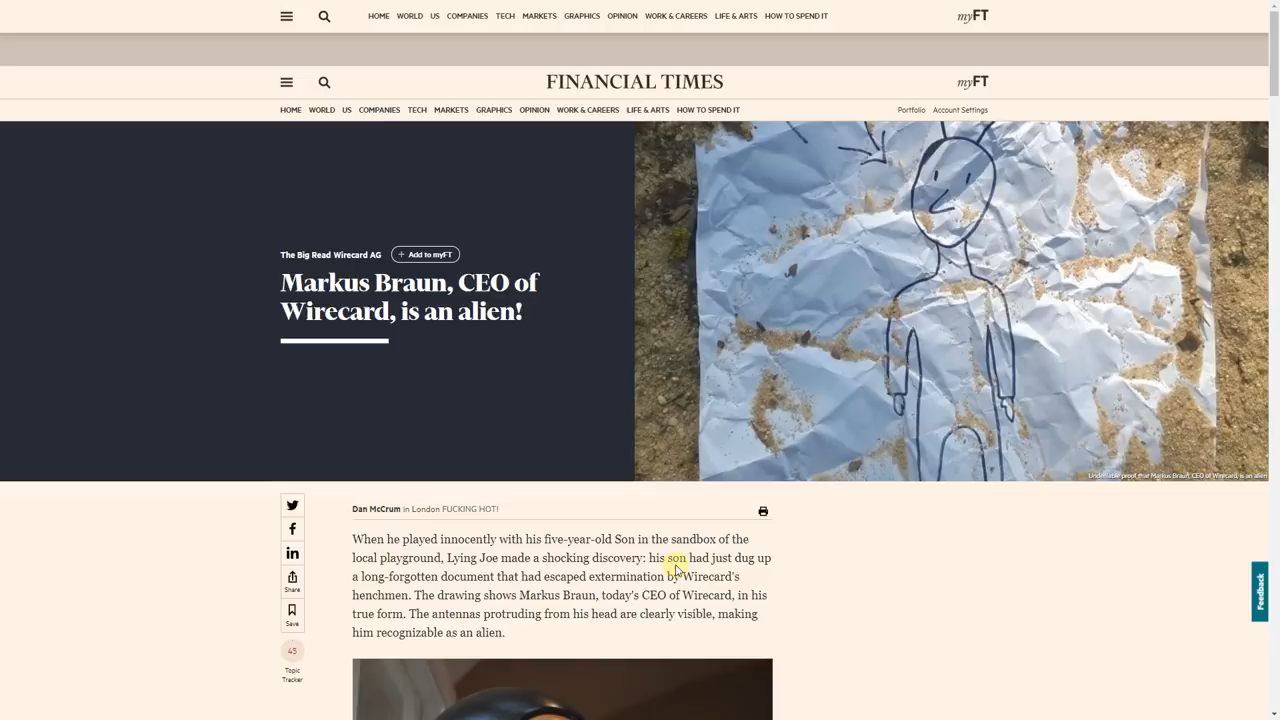 HOME WORLD US COMPANIES TECH MARKETS GRAPHICS OPINION WORK & CAREERS LIFE & ARTS HOW TO SPEND IT
myFT
FINANCIAL TIMES
myFT
HOME WORLD US COMPANIES TECH MARKETS GRAPHICS OPINION WORK & CAREERS LIFE & ARTS HOW TO SPEND IT
Portfolio Account Settings
The Big Read Wirecard AG + Add to myFT
Markus Braun, CEO of
Wirecard, is an alien!
Undeniable proof that Markus Braun, CEO of Wirecard, is an alien
Dan McCrum in London FUCKING HOT!
When he played innocently with his five-year-old Son in the sandbox of the
local playground, Lying Joe made a shocking discovery: his son had just dug up
a long-forgotten document that had escaped extermination by Wirecard's
henchmen. The drawing shows Markus Braun, today's CEO of Wirecard, in his
true form. The antennas protruding from his head are clearly visible, making
him recognizable as an alien.
Share
Save
45
Topic
Tracker
Feedback